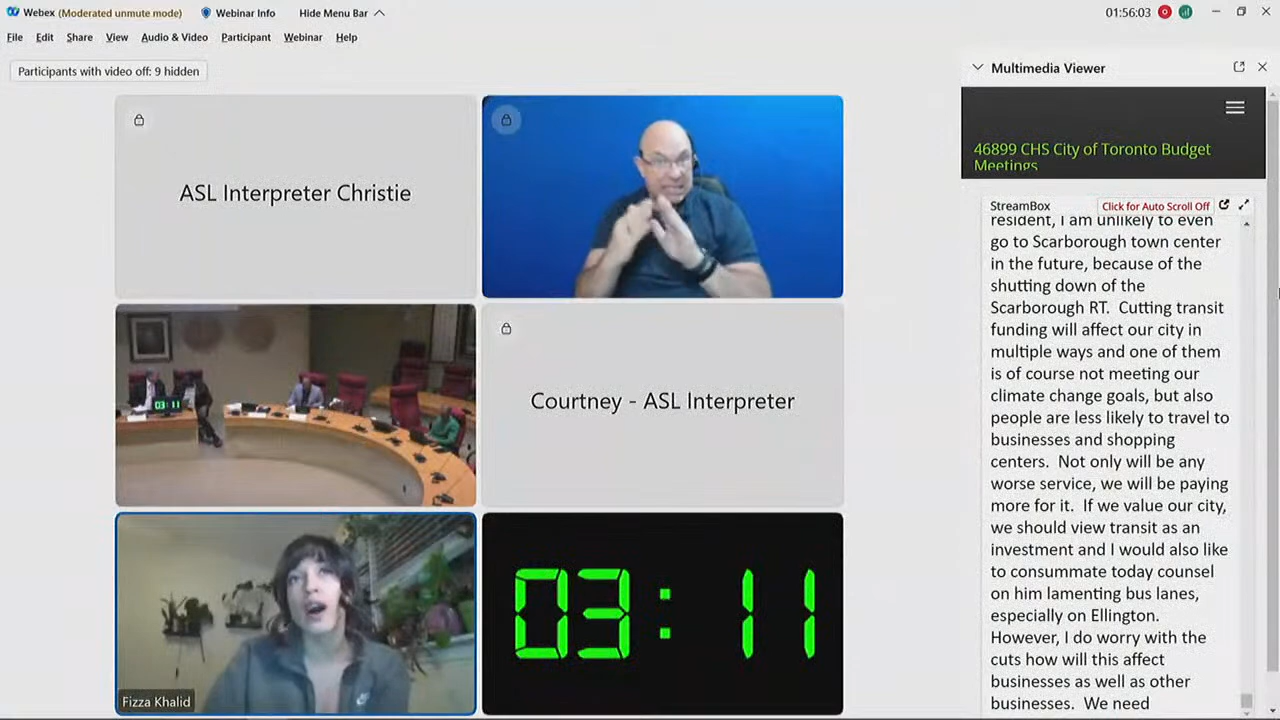 Webex (Moderated unmute mode) Webinar Info Hide Menu Bar
01:56:03
File Edit Share View Audio & Video Participant Webinar Help
Participants with video off: 9 hidden
Multimedia Viewer
46899 CHS City of Toronto Budget
Meetings
StreamBox Click for Auto Scroll Off
ASL Interpreter Christie
03:11
Courtney - ASL Interpreter
Fizza Khalid
03:11
resident, I am unlikely to even
go to Scarborough town center
in the future, because of the
shutting down of the
Scarborough RT. Cutting transit
funding will affect our city in
multiple ways and one of them
is of course not meeting our
climate change goals, but also
people are less likely to travel to
businesses and shopping
centers. Not only will be any
worse service, we will be paying
more for it. If we value our city,
we should view transit as an
investment and I would also like
to consummate today counsel
on him lamenting bus lanes,
especially on Ellington.
However, I do worry with the
cuts how will this affect
businesses as well as other
businesses. We need